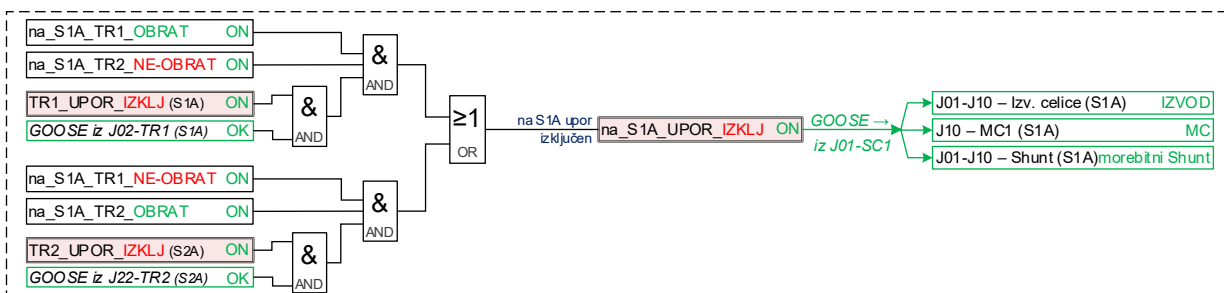 na_S1A_TR1_OBRAT ON
na_S1A_TR2_NE-OBRAT ON
&
AND
TR1_UPOR_IZKLJ (S1A) ON
GOOSE iz J02-TR1 (S1A) OK
&
AND
≥1
OR
na S1A upor
izključen
na_S1A_UPOR_IZKLJ ON
GOOSE →
iz J01-SC1
J01-J10 – Izv. celice (S1A) IZVOD
J10 – MC1 (S1A) MC
J01-J10 – Shunt (S1A) morebitni Shunt
na_S1A_TR1_NE-OBRAT ON
na_S1A_TR2_OBRAT ON
&
AND
TR2_UPOR_IZKLJ (S2A) ON
GOOSE iz J22-TR2 (S2A) OK
&
AND